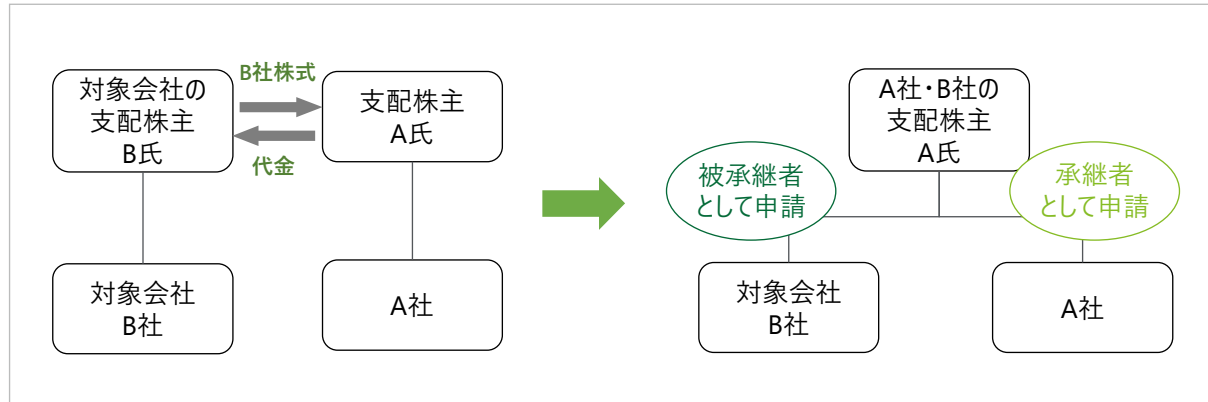 対象会社の
支配株主
B氏
B社株式
代金
支配株主
A氏
対象会社
B社
A社
A社・B社の
支配株主
A氏
被承継者
として申請
承継者
として申請
対象会社
B社
A社